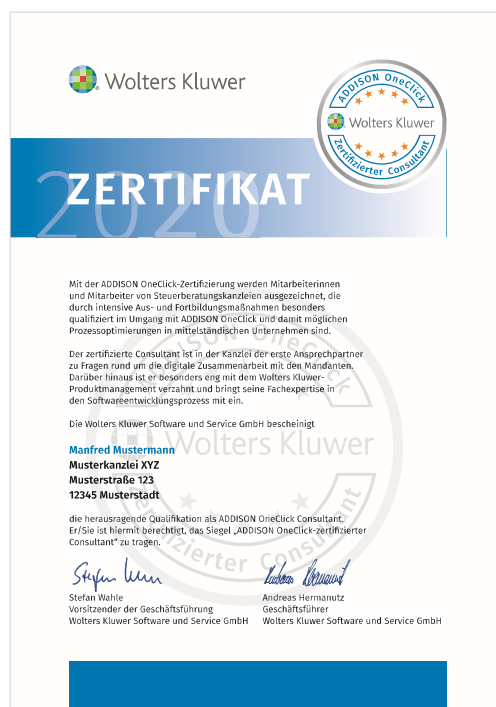 Wolters Kluwer
ADDISON OneClick
Wolters Kluwer
Zertifizierter Consultant
2020
ZERTIFIKAT
Mit der ADDISON OneClick-Zertifizierung werden Mitarbeiterinnen
und Mitarbeiter von Steuerberatungskanzleien ausgezeichnet, die
durch intensive Aus- und Fortbildungsmaßnahmen besonders
qualifiziert im Umgang mit ADDISON OneClick und damit möglichen
Prozessoptimierungen in mittelständischen Unternehmen sind.
Der zertifizierte Consultant ist in der Kanzlei der erste Ansprechpartner
zu Fragen rund um die digitale Zusammenarbeit mit den Mandanten.
Darüber hinaus ist er besonders eng mit dem Wolters Kluwer-
Produktmanagement verzahnt und bringt seine Fachexpertise in
den Softwareentwicklungsprozess mit ein.
Die Wolters Kluwer Software und Service GmbH bescheinigt
Manfred Mustermann
Musterkanzlei XYZ
Musterstraße 123
12345 Musterstadt
die herausragende Qualifikation als ADDISON OneClick Consultant.
Er/Sie ist hiermit berechtigt, das Siegel „ADDISON OneClick-zertifizierter
Consultant“ zu tragen.
ADDISON OneClick
Wolters Kluwer
Zertifizierter Consultant
Stefan Wahle
Vorsitzender der Geschäftsführung
Wolters Kluwer Software und Service GmbH
Andreas Hermanutz
Geschäftsführer
Wolters Kluwer Software und Service GmbH